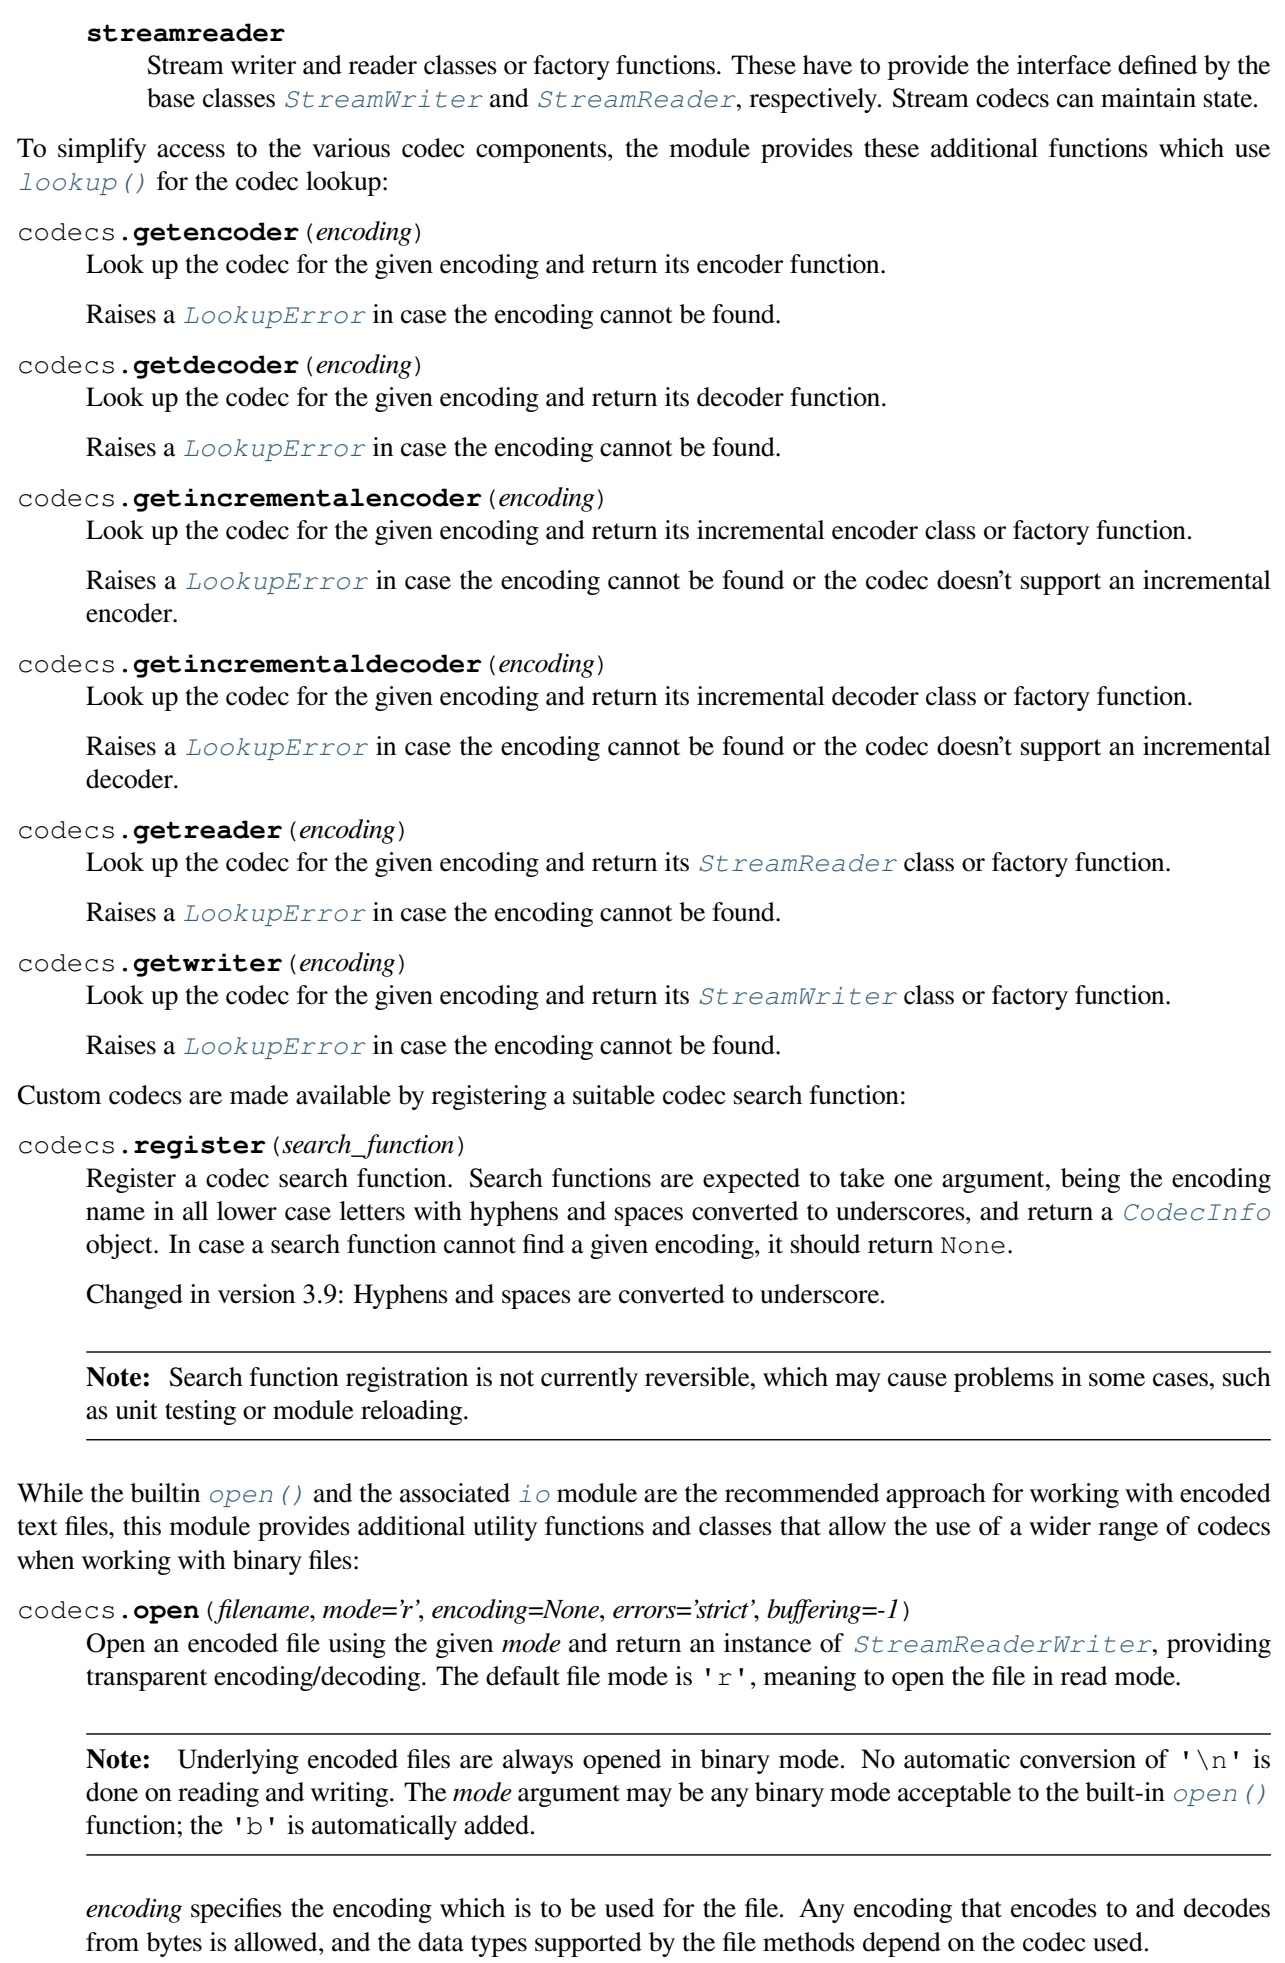 streamreader
Stream writer and reader classes or factory functions. These have to provide the interface defined by the
base classes StreamWriter and StreamReader, respectively. Stream codecs can maintain state.
To simplify access to the various codec components, the module provides these additional functions which use
lookup() for the codec lookup:
codecs.getencoder(encoding)
Look up the codec for the given encoding and return its encoder function.
Raises a LookupError in case the encoding cannot be found.
codecs.getdecoder(encoding)
Look up the codec for the given encoding and return its decoder function.
Raises a LookupError in case the encoding cannot be found.
codecs.getincrementalencoder(encoding)
Look up the codec for the given encoding and return its incremental encoder class or factory function.
Raises a LookupError in case the encoding cannot be found or the codec doesn’t support an incremental
encoder.
codecs.getincrementaldecoder(encoding)
Look up the codec for the given encoding and return its incremental decoder class or factory function.
Raises a LookupError in case the encoding cannot be found or the codec doesn’t support an incremental
decoder.
codecs.getreader(encoding)
Look up the codec for the given encoding and return its StreamReader class or factory function.
Raises a LookupError in case the encoding cannot be found.
codecs.getwriter(encoding)
Look up the codec for the given encoding and return its StreamWriter class or factory function.
Raises a LookupError in case the encoding cannot be found.
Custom codecs are made available by registering a suitable codec search function:
codecs.register(search_function)
Register a codec search function. Search functions are expected to take one argument, being the encoding
name in all lower case letters with hyphens and spaces converted to underscores, and return a CodecInfo
object. In case a search function cannot find a given encoding, it should return None.
Changed in version 3.9: Hyphens and spaces are converted to underscore.
Note: Search function registration is not currently reversible, which may cause problems in some cases, such
as unit testing or module reloading.
While the builtin open() and the associated io module are the recommended approach for working with encoded
text files, this module provides additional utility functions and classes that allow the use of a wider range of codecs
when working with binary files:
codecs.open(filename, mode='r', encoding=None, errors='strict', buffering=-1)
Open an encoded file using the given mode and return an instance of StreamReaderWriter, providing
transparent encoding/decoding. The default file mode is 'r', meaning to open the file in read mode.
Note: Underlying encoded files are always opened in binary mode. No automatic conversion of '\n' is
done on reading and writing. The mode argument may be any binary mode acceptable to the built-in open()
function; the 'b' is automatically added.
encoding specifies the encoding which is to be used for the file. Any encoding that encodes to and decodes
from bytes is allowed, and the data types supported by the file methods depend on the codec used.